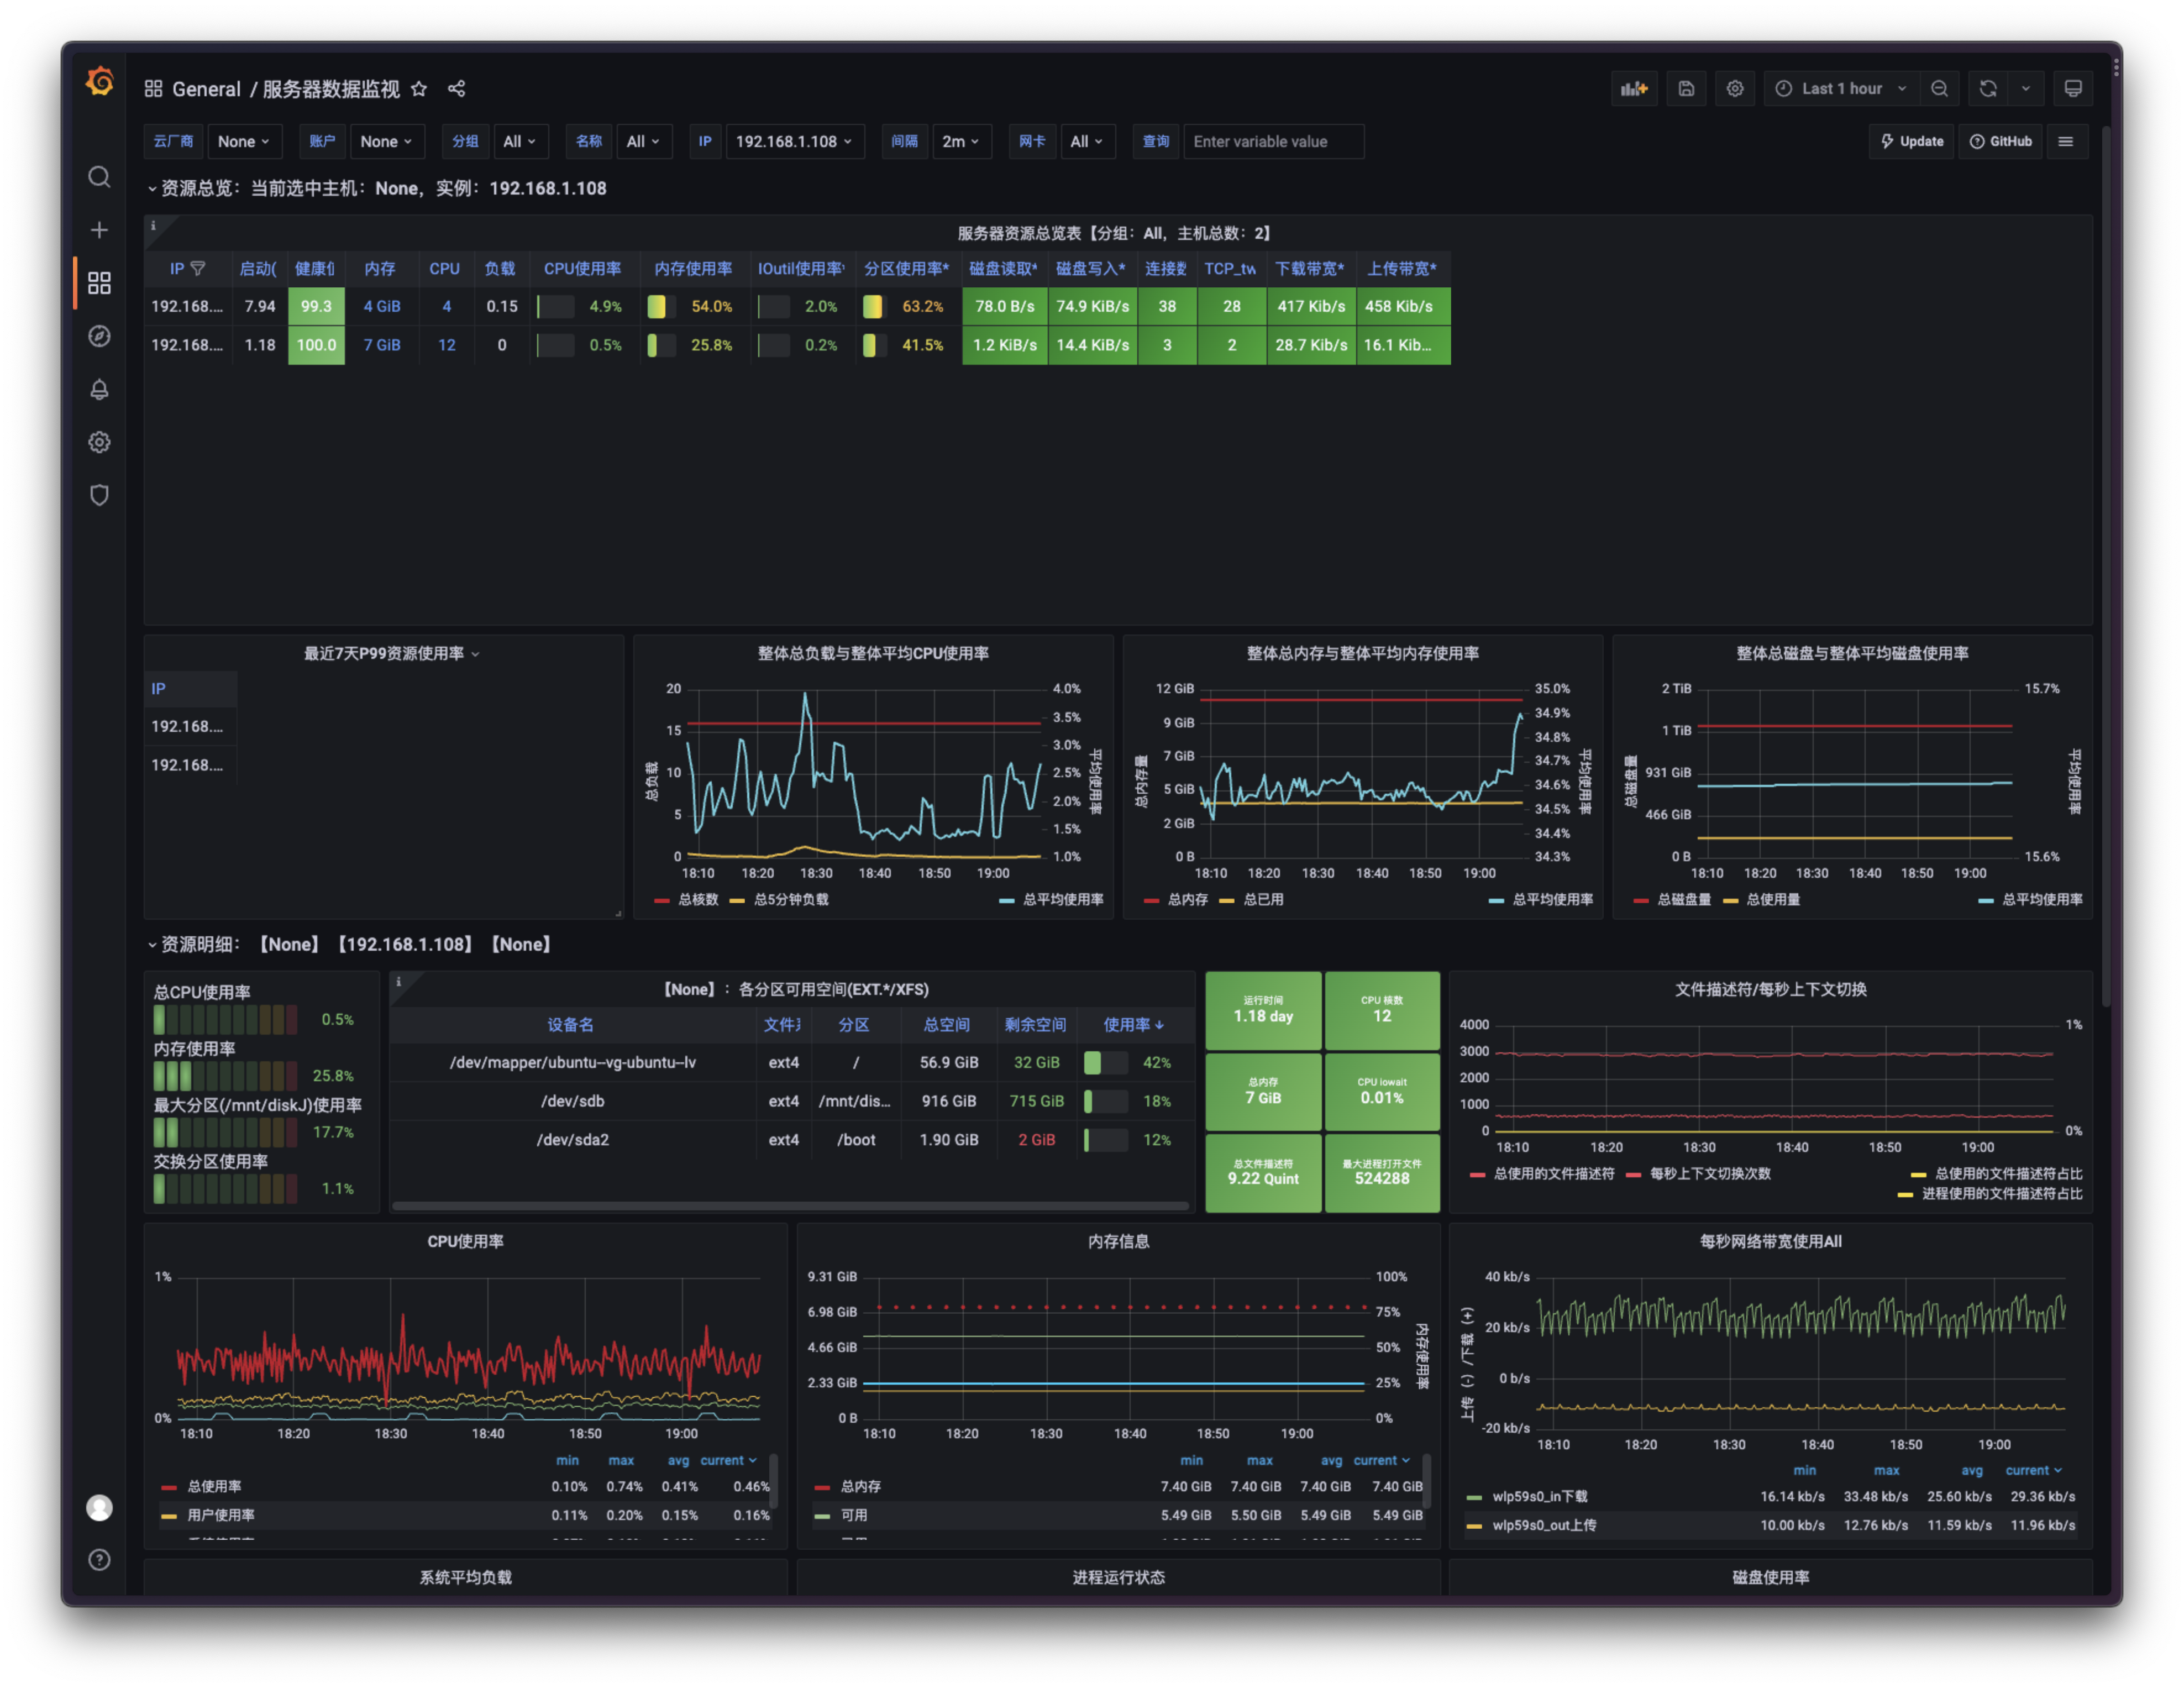 General / 服务器数据监视
Last 1 hour
云厂商 None 账户 None 分组 All 名称 All IP 192.168.1.108 间隔 2m 网卡 All 查询 Enter variable value Update GitHub
资源总览：当前选中主机：None，实例：192.168.1.108
服务器资源总览表【分组：All，主机总数：2】
IP 启动( 内存 CPU 负载 CPU使用率 内存使用率 IOutil使用率 分区使用率* 磁盘读取* 磁盘写入* TCP_tw 下载带宽* 上传带宽*
192.168.... 7.94 99.3 4 GiB 4 0.15 4.9% 54.0% 2.0% 63.2% 78.0 B/s 74.9 KiB/s 38 28 417 Kib/s 458 Kib/s
192.168.... 1.18 100.0 7 GiB 12 0 0.5% 25.8% 0.2% 41.5% 1.2 KiB/s 14.4 KiB/s 3 2 28.7 Kib/s 16.1 Kib...
最近7天P99资源使用率
IP
192.168....
192.168....
整体总负载与整体平均CPU使用率
20
15
10
5
0
总负载
4.0%
3.5%
3.0%
2.5%
2.0%
1.5%
1.0%
平均使用率
18:10 18:20 18:30 18:40 18:50 19:00
总核数 总5分钟负载 总平均使用率
整体总内存与整体平均内存使用率
12 GiB
9 GiB
7 GiB
5 GiB
2 GiB
0 B
总内存量
35.0%
34.9%
34.8%
34.7%
34.6%
34.5%
34.4%
34.3%
平均使用率
18:10 18:20 18:30 18:40 18:50 19:00
总内存 总已用 总平均使用率
整体总磁盘与整体平均磁盘使用率
2 TiB
1 TiB
931 GiB
466 GiB
0 B
总磁盘量
15.7%
15.6%
平均使用率
18:10 18:20 18:30 18:40 18:50 19:00
总磁盘量 总使用量 总平均使用率
资源明细：【None】【192.168.1.108】【None】
总CPU使用率
0.5%
内存使用率
25.8%
最大分区(/mnt/diskJ)使用率
17.7%
交换分区使用率
1.1%
【None】：各分区可用空间(EXT.*/XFS)
设备名 分区 总空间 剩余空间 使用率
/dev/mapper/ubuntu--vg-ubuntu--lv ext4 / 56.9 GiB 32 GiB 42%
/dev/sdb ext4 /mnt/dis... 916 GiB 715 GiB 18%
/dev/sda2 ext4 /boot 1.90 GiB 2 GiB 12%
运行时间
1.18 day
CPU 核数
12
总内存
7 GiB
CPU iowait
0.01%
总文件描述符
9.22 Quint
最大进程打开文件
524288
文件描述符/每秒上下文切换
4000
3000
2000
1000
0
1%
0%
18:10 18:20 18:30 18:40 18:50 19:00
总使用的文件描述符 每秒上下文切换次数 总使用的文件描述符占比
进程使用的文件描述符占比
CPU使用率
1%
0%
18:10 18:20 18:30 18:40 18:50 19:00
min max avg current
总使用率 0.10% 0.74% 0.41% 0.46%
用户使用率 0.11% 0.20% 0.15% 0.16%
内存信息
9.31 GiB
6.98 GiB
4.66 GiB
2.33 GiB
0 B
100%
75%
50%
25%
0%
内存使用率
18:10 18:20 18:30 18:40 18:50 19:00
min max avg current
总内存 7.40 GiB 7.40 GiB 7.40 GiB 7.40 GiB
可用 5.49 GiB 5.50 GiB 5.49 GiB 5.49 GiB
每秒网络带宽使用All
40 kb/s
20 kb/s
0 b/s
-20 kb/s
上传（-）/下载（+）
18:10 18:20 18:30 18:40 18:50 19:00
min max avg current
wlp59s0_in下载 16.14 kb/s 33.48 kb/s 25.60 kb/s 29.36 kb/s
wlp59s0_out上传 10.00 kb/s 12.76 kb/s 11.59 kb/s 11.96 kb/s
系统平均负载
进程运行状态
磁盘使用率